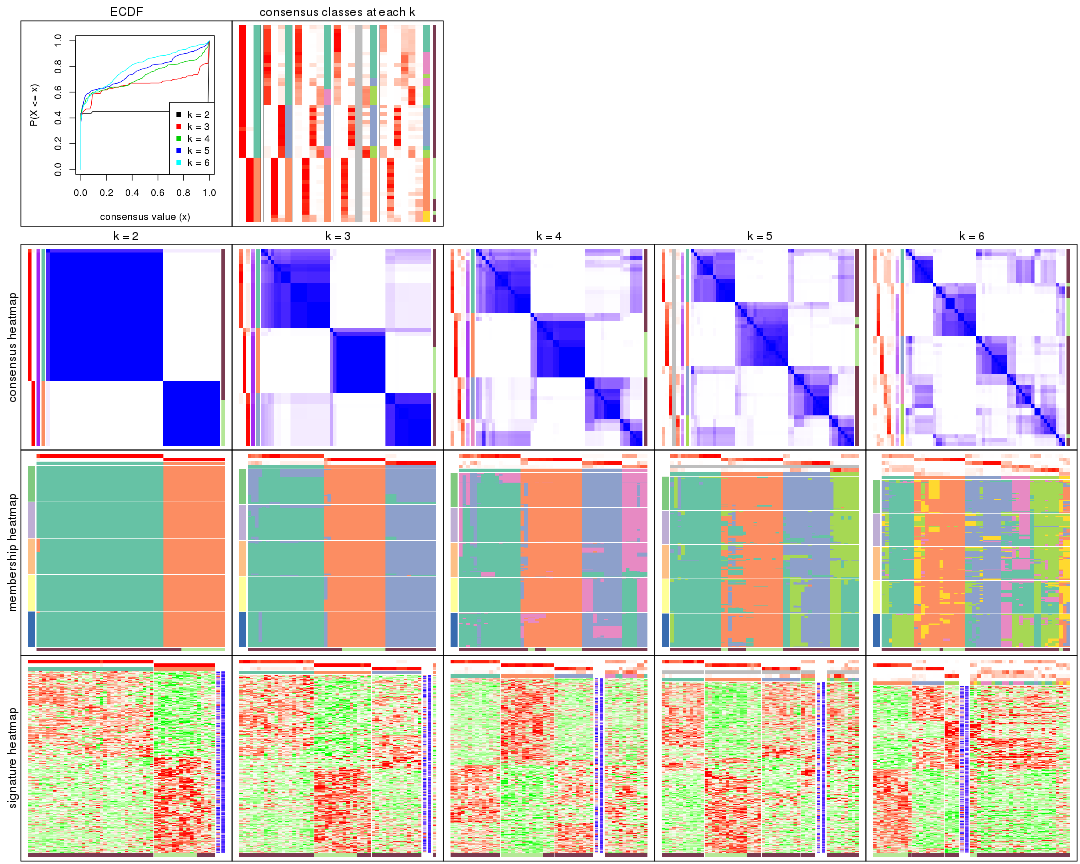 ECDF
consensus classes at each k
P(X <= x)
1.0
0.8
0.6
0.4
0.2
0.0
k = 2
k = 3
k = 4
k = 5
k = 6
0.0 0.2 0.4 0.6 0.8 1.0
consensus value (x)
k = 2 k = 3 k = 4 k = 5 k = 6
consensus heatmap
membership heatmap
signature heatmap